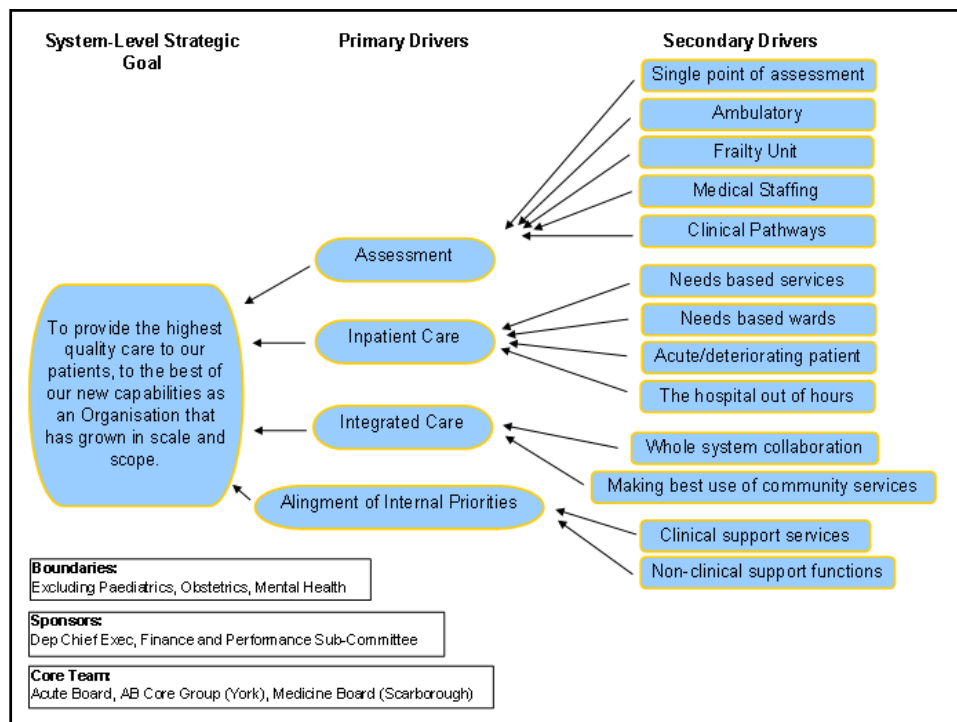 System-Level Strategic
Goal
Primary Drivers
Secondary Drivers
Single point of assessment
Ambulatory
Frailty Unit
Medical Staffing
Clinical Pathways
Assessment
Needs based services
Needs based wards
Acute/deteriorating patient
The hospital out of hours
Inpatient Care
To provide the highest
quality care to our
patients, to the best of
our new capabilities as
an Organisation that
has grown in scale and
scope.
Integrated Care
Whole system collaboration
Making best use of community services
Alingment of Internal Priorities
Clinical support services
Non-clinical support functions
Boundaries:
Excluding Paediatrics, Obstetrics, Mental Health
Sponsors:
Dep Chief Exec, Finance and Performance Sub-Committee
Core Team:
Acute Board, AB Core Group (York), Medicine Board (Scarborough)